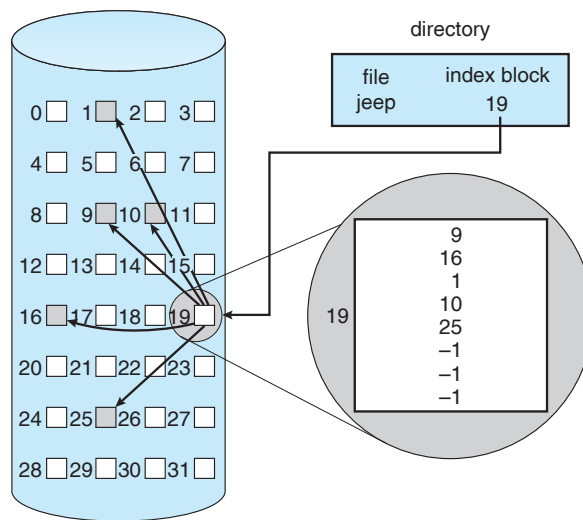 directory
file index block
jeep 19
0 1 2 3
4 5 6 7
8 9 10 11
12 13 14 15
16 17 18 19
20 21 22 23
24 25 26 27
28 29 30 31
19
9
16
1
10
25
–1
–1
–1